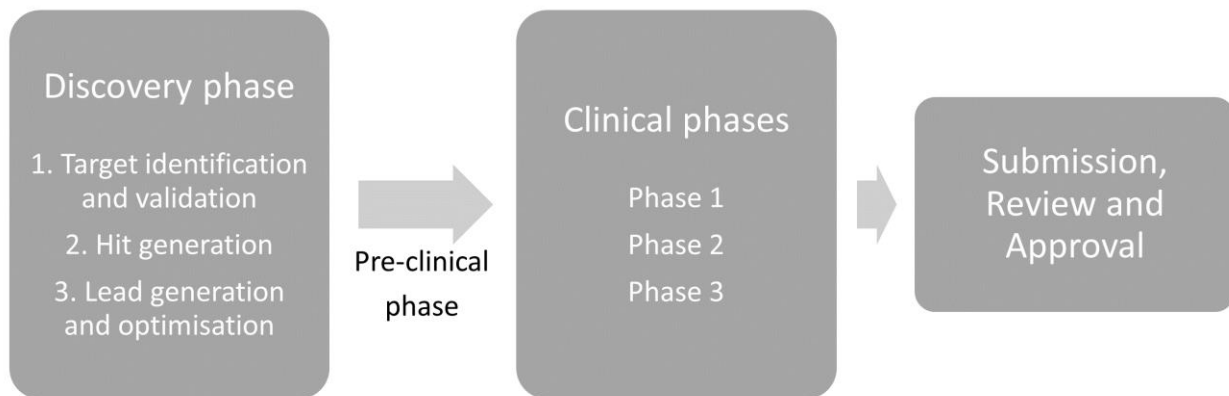 Discovery phase
1. Target identification
and validation
2. Hit generation
3. Lead generation
and optimisation
Pre-clinical
phase
Clinical phases
Phase 1
Phase 2
Phase 3
Submission,
Review and
Approval